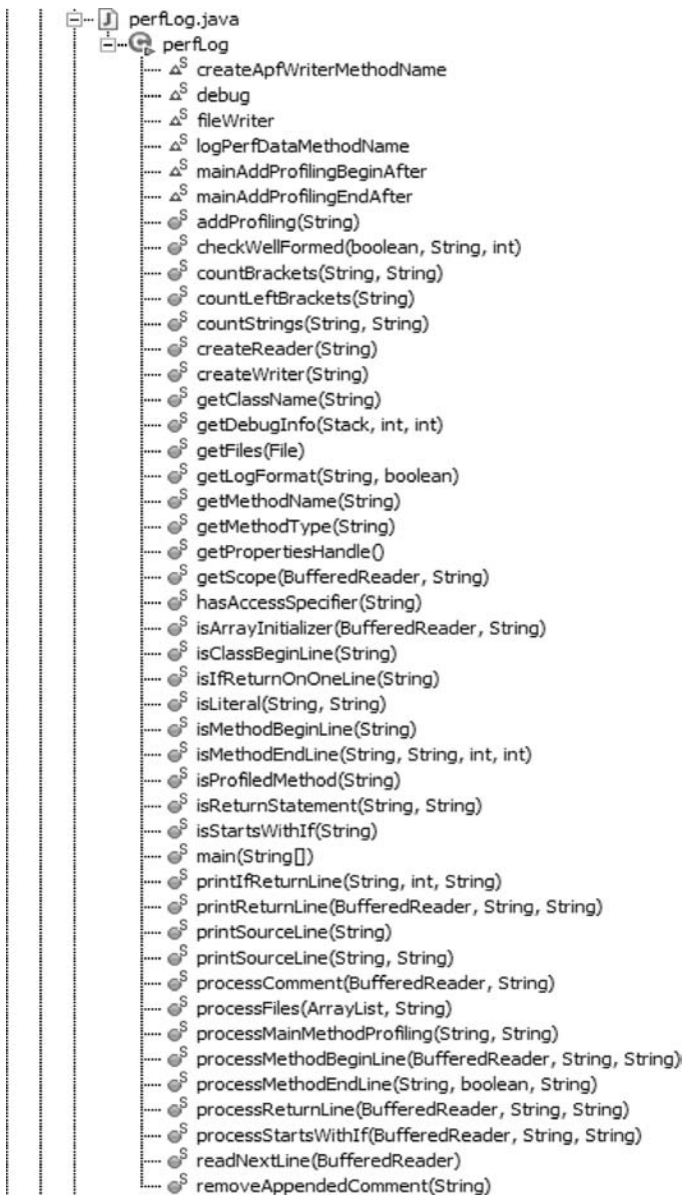 perfLog.java
perfLog
createApfWriterMethodName
debug
fileWriter
logPerfDataMethodName
mainAddProfilingBeginAfter
mainAddProfilingEndAfter
addProfiling(String)
checkWellFormed(boolean, String, int)
countBrackets(String, String)
countLeftBrackets(String)
countStrings(String, String)
createReader(String)
createWriter(String)
getClassName(String)
getDebugInfo(Stack, int, int)
getFiles(File)
getLogFormat(String, boolean)
getMethodName(String)
getMethodType(String)
getPropertiesHandle()
getScope(BufferedReader, String)
hasAccessSpecifier(String)
isArrayInitializer(BufferedReader, String)
isClassBeginLine(String)
isIfReturnOnOneLine(String)
isLiteral(String, String)
isMethodBeginLine(String)
isMethodEndLine(String, String, int, int)
isProfiledMethod(String)
isReturnStatement(String, String)
isStartsWithIf(String)
main(String[])
printIfReturnLine(String, int, String)
printReturnLine(BufferedReader, String, String)
printSourceLine(String)
printSourceLine(String, String)
processComment(BufferedReader, String)
processFiles(ArrayList, String)
processMainMethodProfiling(String, String)
processMethodBeginLine(BufferedReader, String, String)
processMethodEndLine(String, boolean, String)
processReturnLine(BufferedReader, String, String)
processStartsWithIf(BufferedReader, String, String)
readNextLine(BufferedReader)
removeAppendedComment(String)